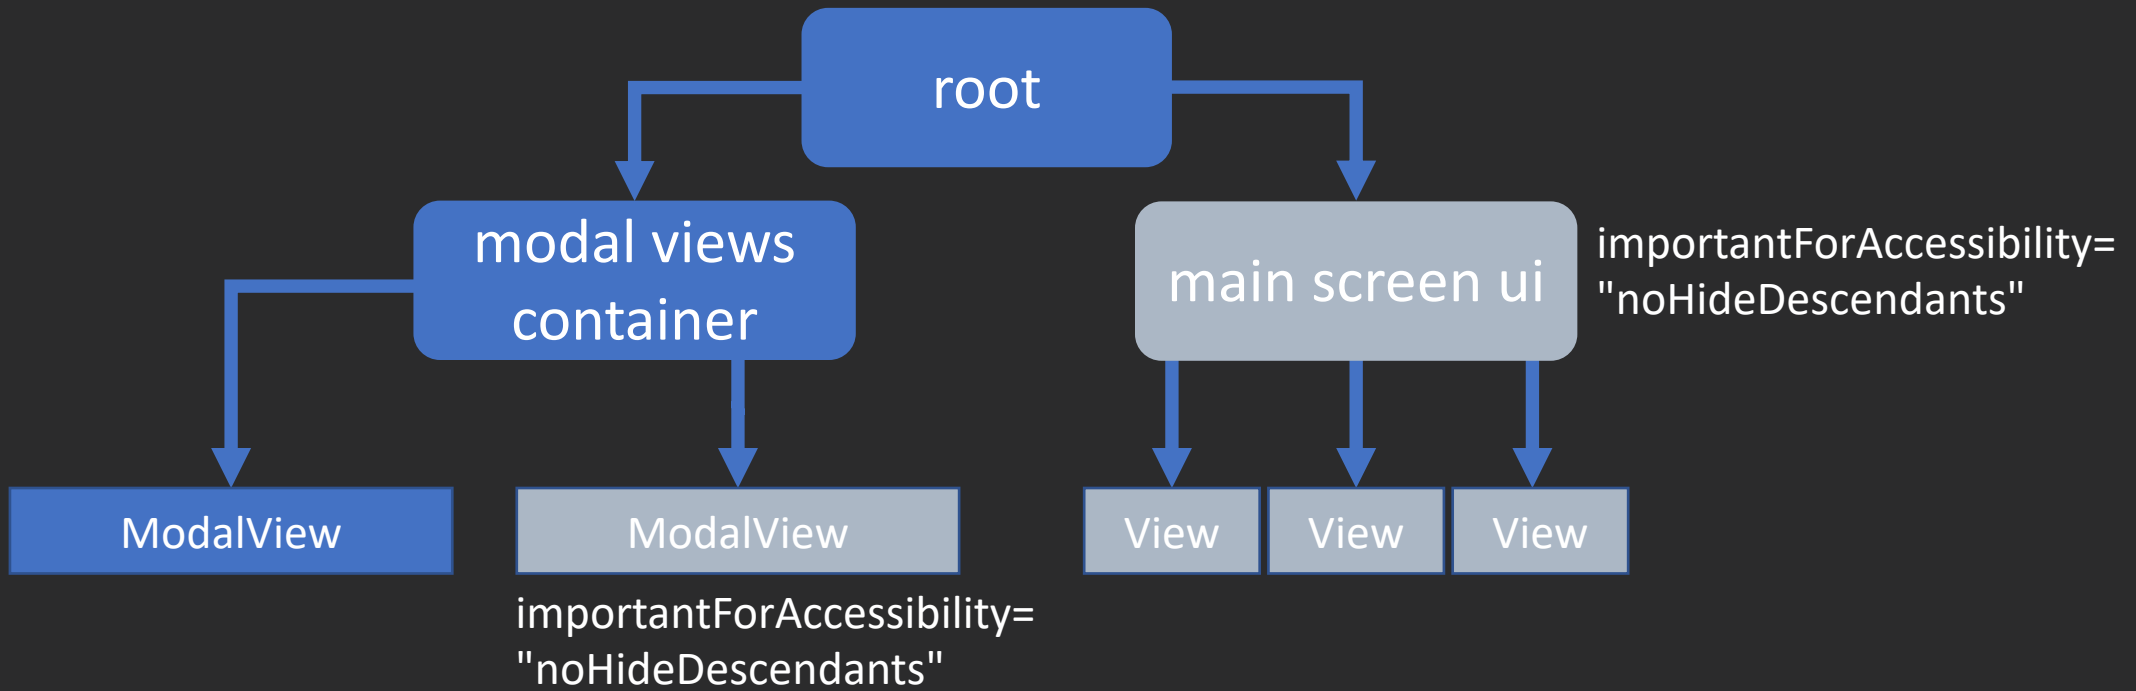 root
modal views
container
main screen ui
importantForAccessibility=
"noHideDescendants"
ModalView
ModalView
View
View
View
importantForAccessibility=
"noHideDescendants"